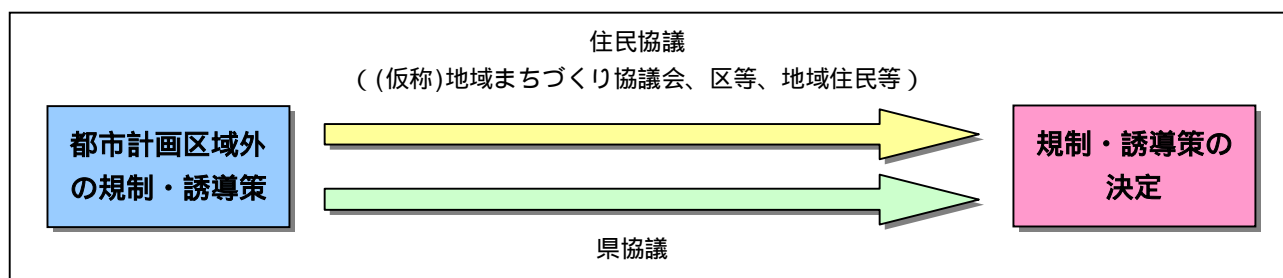 住民協議
（(仮称)地域まちづくり協議会、区等、地域住民等）
都市計画区域外
の規制・誘導策
規制・誘導策の
決定
県協議